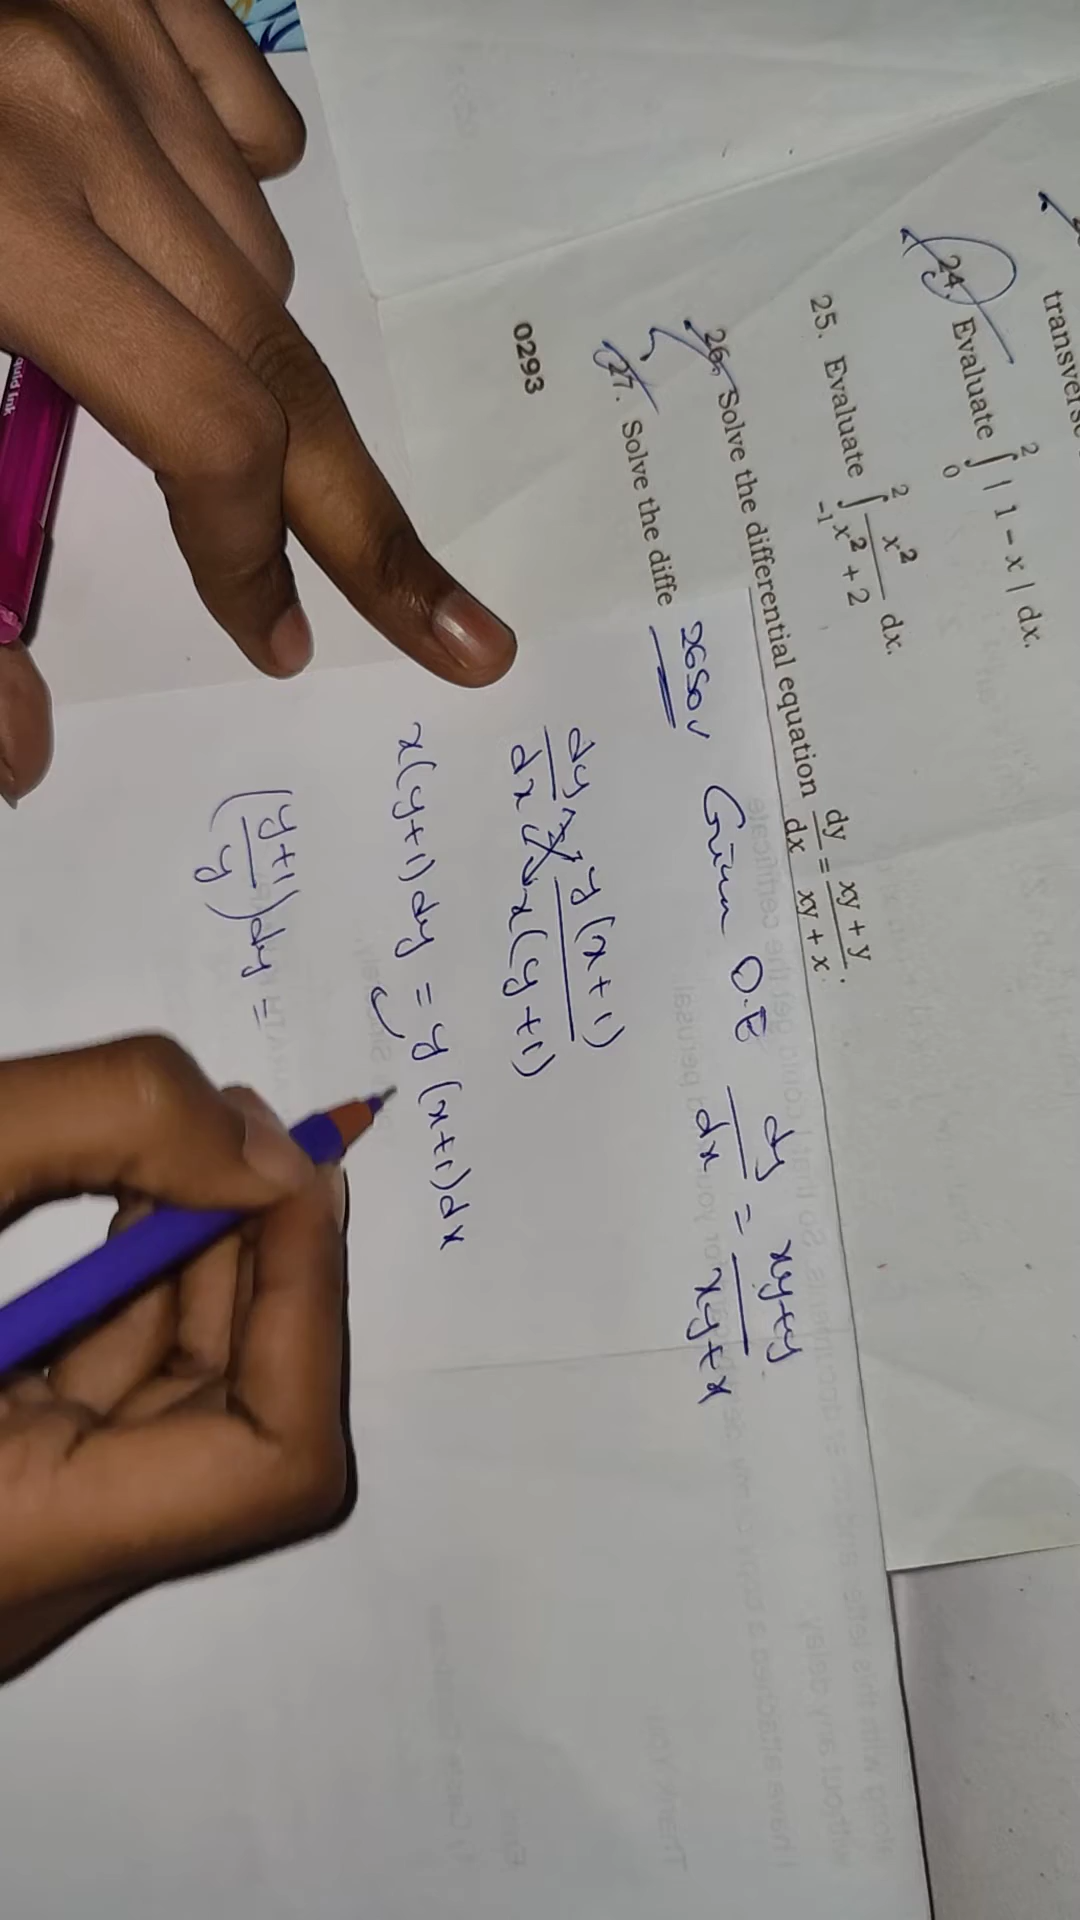 transvers
24. Evaluate ∫₀² | 1 – x | dx.
25. Evaluate ∫₋₁² x²/(x² + 2) dx.
26. Solve the differential equation dy/dx = (xy + y)/(xy + x).
27. Solve the diffe
0293
26Sol Given D.E dy/dx = (xy+y)/(xy+x)
dy/dx = y(x+1)/x(y+1)
x(y+1)dy = y(x+1)dx
((y+1)/y)dy =
quid Ink